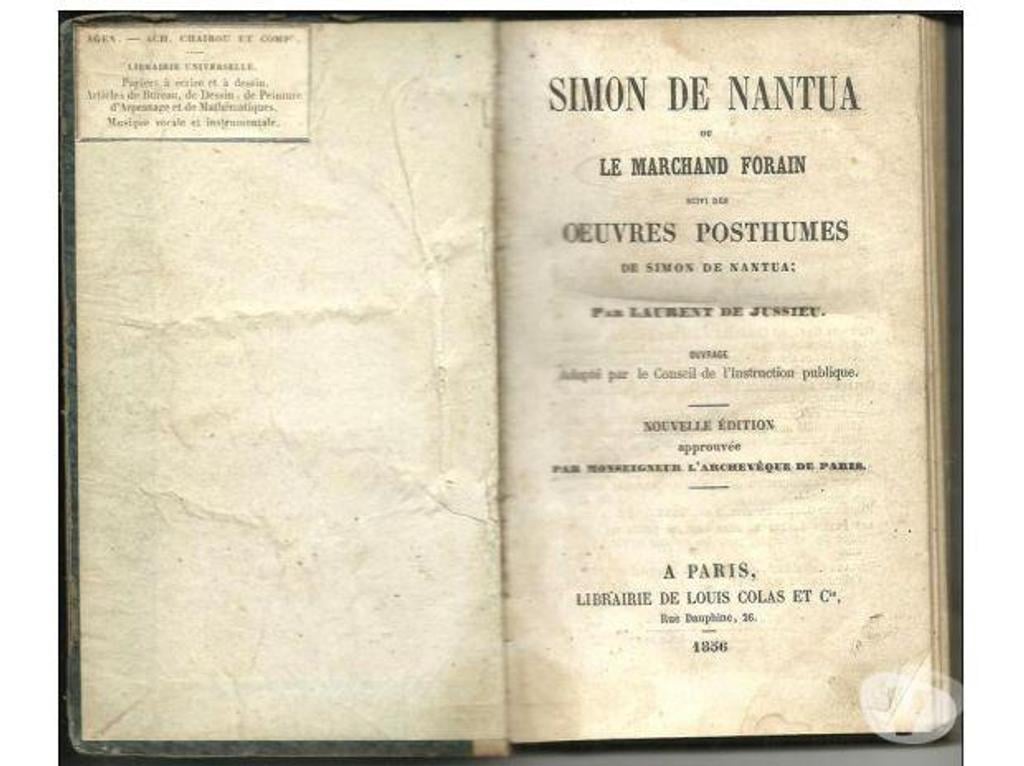 AGEN. — ACH. CHAIROU ET COMPᵉ.
LIBRAIRIE UNIVERSELLE.
Papiers à écrire et à dessin,
Articles de Bureau, de Dessin, de Peinture
d'Arpentage et de Mathématiques.
Musique vocale et instrumentale.
SIMON DE NANTUA
OU
LE MARCHAND FORAIN
SUIVI DES
ŒUVRES POSTHUMES
DE SIMON DE NANTUA;
PAR LAURENT DE JUSSIEU.
OUVRAGE
Adopté par le Conseil de l'Instruction publique.
NOUVELLE ÉDITION
approuvée
PAR MONSEIGNEUR L'ARCHEVÊQUE DE PARIS.
A PARIS,
LIBRAIRIE DE LOUIS COLAS ET Cie,
Rue Dauphine, 26.
1856